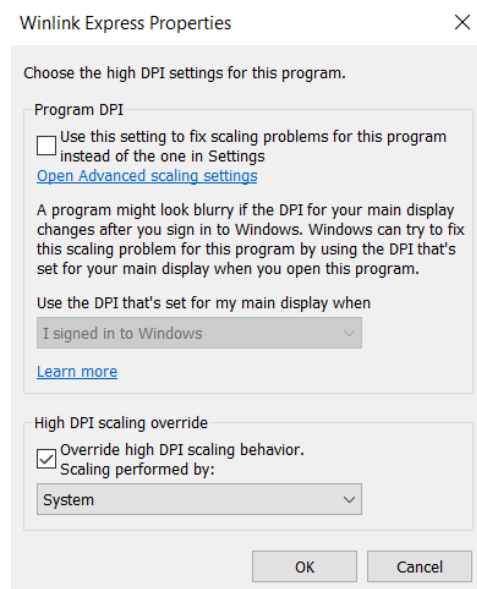 Winlink Express Properties
Choose the high DPI settings for this program.
Program DPI
Use this setting to fix scaling problems for this program
instead of the one in Settings
Open Advanced scaling settings
A program might look blurry if the DPI for your main display
changes after you sign in to Windows. Windows can try to fix
this scaling problem for this program by using the DPI that's
set for your main display when you open this program.
Use the DPI that's set for my main display when
I signed in to Windows
Learn more
High DPI scaling override
Override high DPI scaling behavior.
Scaling performed by:
System
OK Cancel